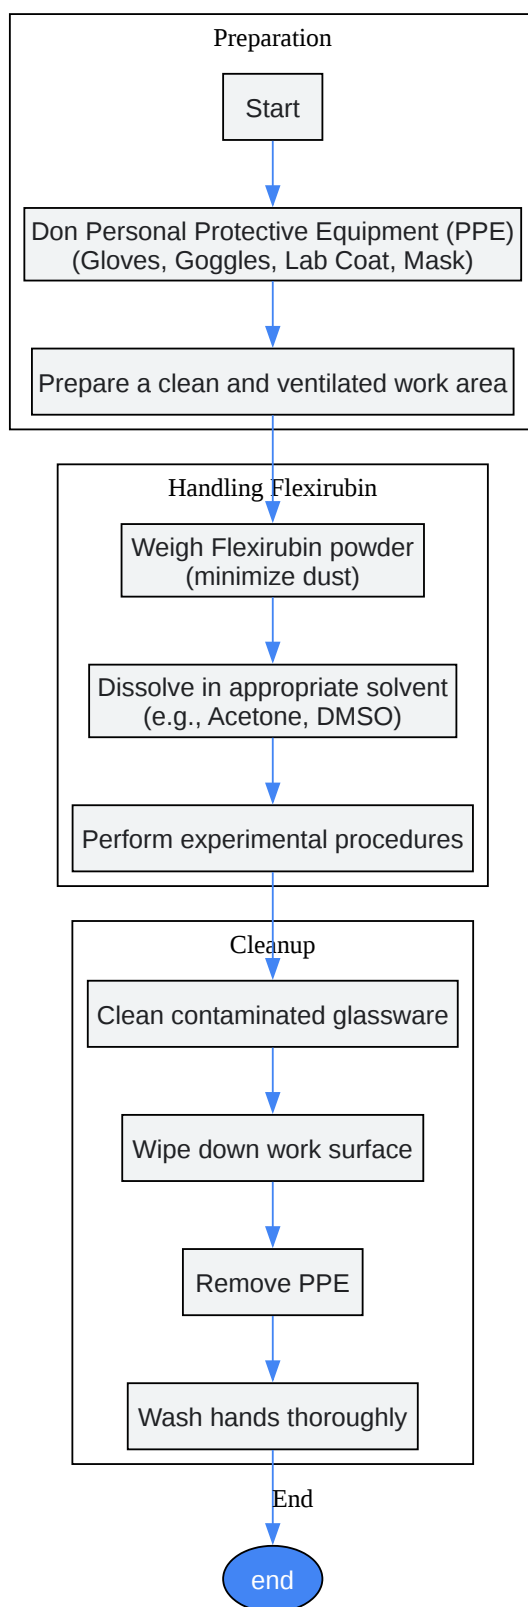 Preparation
Start
Don Personal Protective Equipment (PPE)
(Gloves, Goggles, Lab Coat, Mask)
Prepare a clean and ventilated work area
Handling Flexirubin
Weigh Flexirubin powder
(minimize dust)
Dissolve in appropriate solvent
(e.g., Acetone, DMSO)
Perform experimental procedures
Cleanup
Clean contaminated glassware
Wipe down work surface
Remove PPE
Wash hands thoroughly
End
end